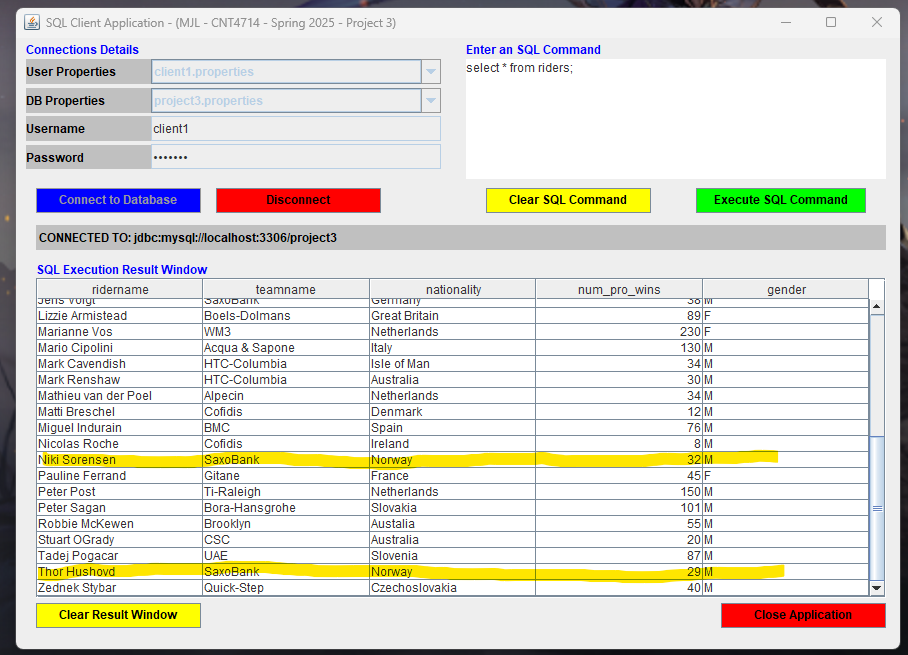 SQL Client Application - (MJL - CNT4714 - Spring 2025 - Project 3)
Connections Details
User Properties client1.properties
DB Properties project3.properties
Username client1
Password •••••••
Enter an SQL Command
select * from riders;
Connect to Database Disconnect Clear SQL Command Execute SQL Command
CONNECTED TO: jdbc:mysql://localhost:3306/project3
SQL Execution Result Window
ridername teamname nationality num_pro_wins gender
Jens Voigt SaxoBank Germany 38 M
Lizzie Armistead Boels-Dolmans Great Britain 89 F
Marianne Vos WM3 Netherlands 230 F
Mario Cipolini Acqua & Sapone Italy 130 M
Mark Cavendish HTC-Columbia Isle of Man 34 M
Mark Renshaw HTC-Columbia Australia 30 M
Mathieu van der Poel Alpecin Netherlands 34 M
Matti Breschel Cofidis Denmark 12 M
Miguel Indurain BMC Spain 76 M
Nicolas Roche Cofidis Ireland 8 M
Niki Sorensen SaxoBank Norway 32 M
Pauline Ferrand Gitane France 45 F
Peter Post Ti-Raleigh Netherlands 150 M
Peter Sagan Bora-Hansgrohe Slovakia 101 M
Robbie McKewen Brooklyn Austalia 55 M
Stuart OGrady CSC Australia 20 M
Tadej Pogacar UAE Slovenia 87 M
Thor Hushovd SaxoBank Norway 29 M
Zednek Stybar Quick-Step Czechoslovakia 40 M
Clear Result Window Close Application